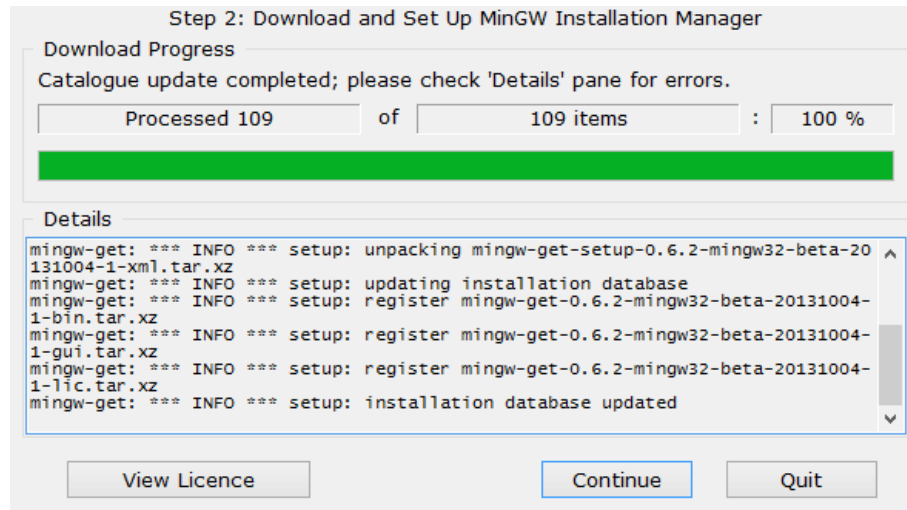 Step 2: Download and Set Up MinGW Installation Manager
Download Progress
Catalogue update completed; please check 'Details' pane for errors.
Processed 109 of 109 items : 100 %
Details
mingw-get: *** INFO *** setup: unpacking mingw-get-setup-0.6.2-mingw32-beta-20
131004-1-xml.tar.xz
mingw-get: *** INFO *** setup: updating installation database
mingw-get: *** INFO *** setup: register mingw-get-0.6.2-mingw32-beta-20131004-
1-bin.tar.xz
mingw-get: *** INFO *** setup: register mingw-get-0.6.2-mingw32-beta-20131004-
1-gui.tar.xz
mingw-get: *** INFO *** setup: register mingw-get-0.6.2-mingw32-beta-20131004-
1-lic.tar.xz
mingw-get: *** INFO *** setup: installation database updated
View Licence Continue Quit